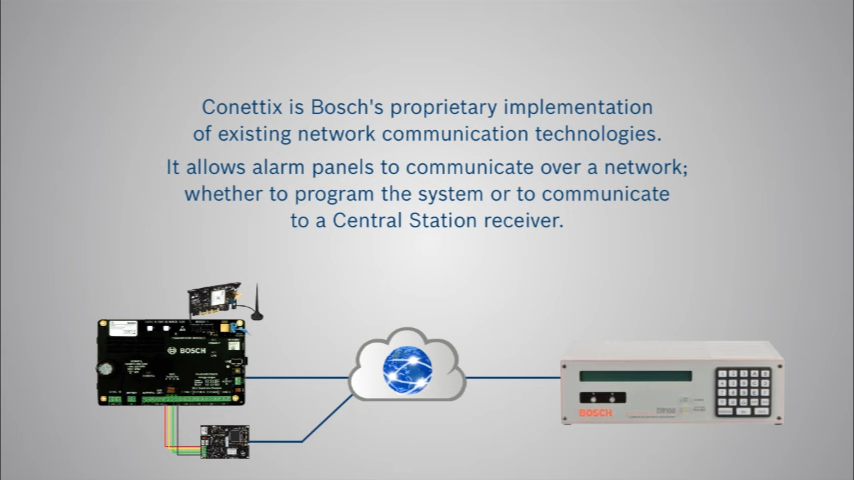 Conettix is Bosch's proprietary implementation
of existing network communication technologies.
It allows alarm panels to communicate over a network;
whether to program the system or to communicate
to a Central Station receiver.
BOSCH
BOSCH